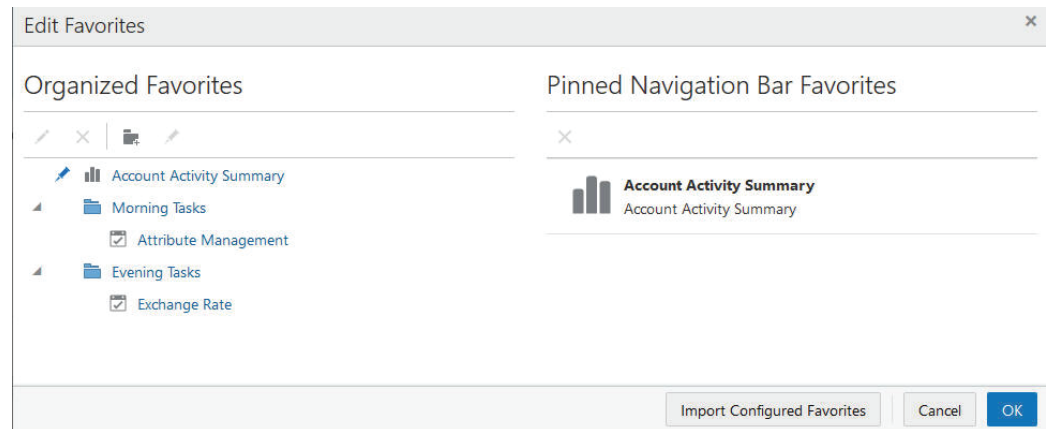 Edit Favorites
Organized Favorites
Account Activity Summary
Morning Tasks
Attribute Management
Evening Tasks
Exchange Rate
Pinned Navigation Bar Favorites
Account Activity Summary
Account Activity Summary
Import Configured Favorites
Cancel
OK